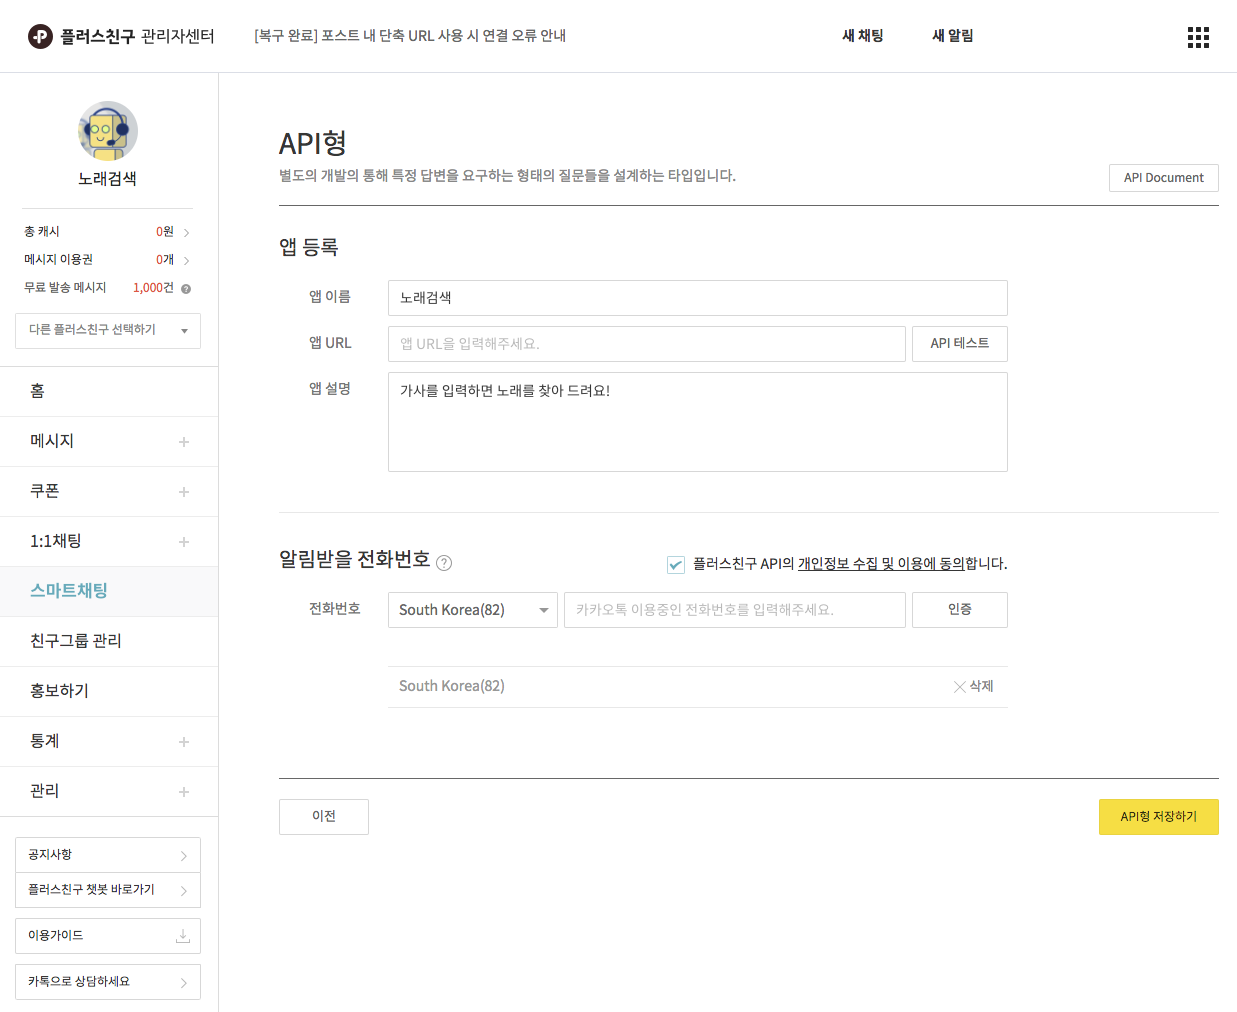 플러스친구 관리자센터
[복구 완료] 포스트 내 단축 URL 사용 시 연결 오류 안내
새 채팅
새 알림
노래검색
총 캐시 0원
메시지 이용권 0개
무료 발송 메시지 1,000건
다른 플러스친구 선택하기
홈
메시지
쿠폰
1:1채팅
스마트채팅
친구그룹 관리
홍보하기
통계
관리
공지사항
플러스친구 챗봇 바로가기
이용가이드
카톡으로 상담하세요
API형
별도의 개발의 통해 특정 답변을 요구하는 형태의 질문들을 설계하는 타입입니다.
API Document
앱 등록
앱 이름 노래검색
앱 URL 앱 URL을 입력해주세요. API 테스트
앱 설명 가사를 입력하면 노래를 찾아 드려요!
알림받을 전화번호 ?
플러스친구 API의 개인정보 수집 및 이용에 동의합니다.
전화번호 South Korea(82) 카카오톡 이용중인 전화번호를 입력해주세요. 인증
South Korea(82) 삭제
이전
API형 저장하기